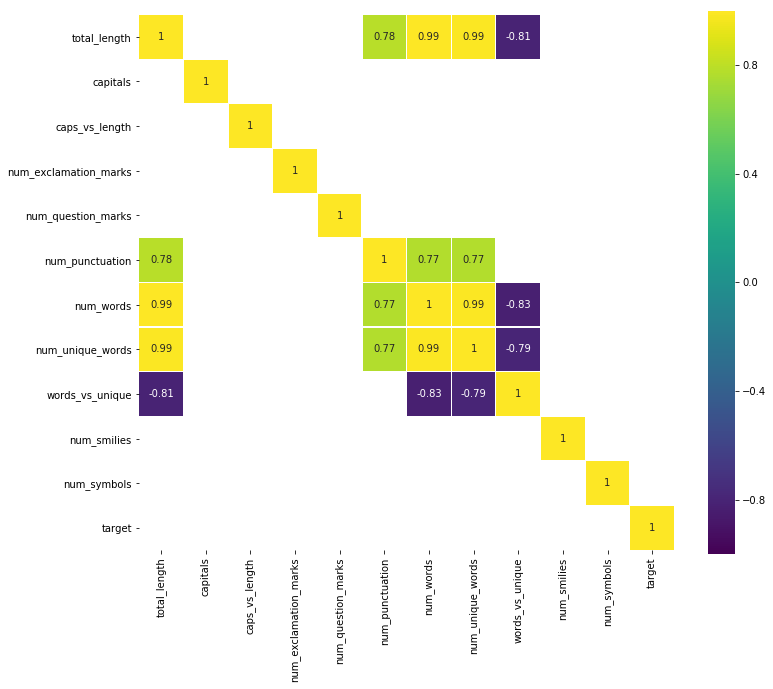 total_length 1 0.78 0.99 0.99 -0.81
capitals 1
caps_vs_length 1
num_exclamation_marks 1
num_question_marks 1
num_punctuation 0.78 1 0.77 0.77
num_words 0.99 0.77 1 0.99 -0.83
num_unique_words 0.99 0.77 0.99 1 -0.79
words_vs_unique -0.81 -0.83 -0.79 1
num_smilies 1
num_symbols 1
target 1
total_length
capitals
caps_vs_length
num_exclamation_marks
num_question_marks
num_punctuation
num_words
num_unique_words
words_vs_unique
num_smilies
num_symbols
target
0.8
0.4
0.0
−0.4
−0.8